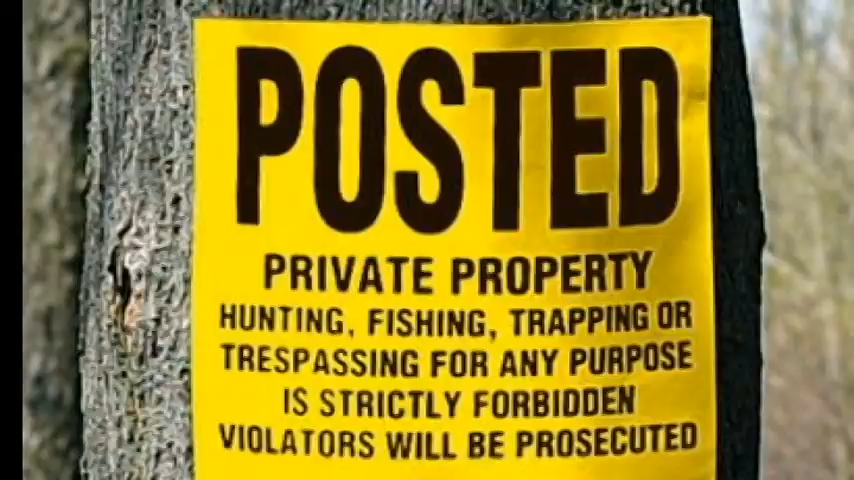 POSTED
PRIVATE PROPERTY
HUNTING, FISHING, TRAPPING OR
TRESPASSING FOR ANY PURPOSE
IS STRICTLY FORBIDDEN
VIOLATORS WILL BE PROSECUTED